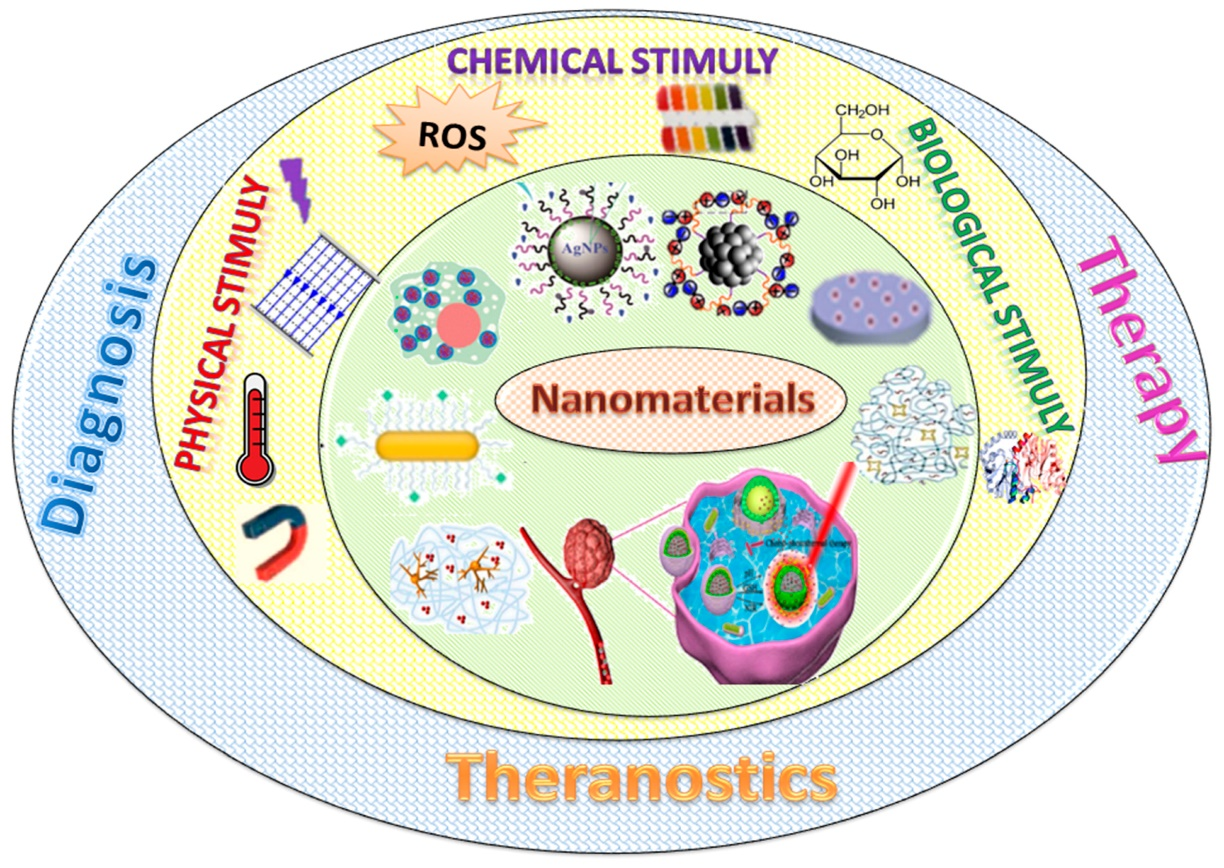 CHEMICAL STIMULY
ROS
CH₂OH
O
OH
OH
OH
OH
BIOLOGICAL STIMULY
PHYSICAL STIMULY
AgNPs
Diagnosis
Therapy
Nanomaterials
Theranostics